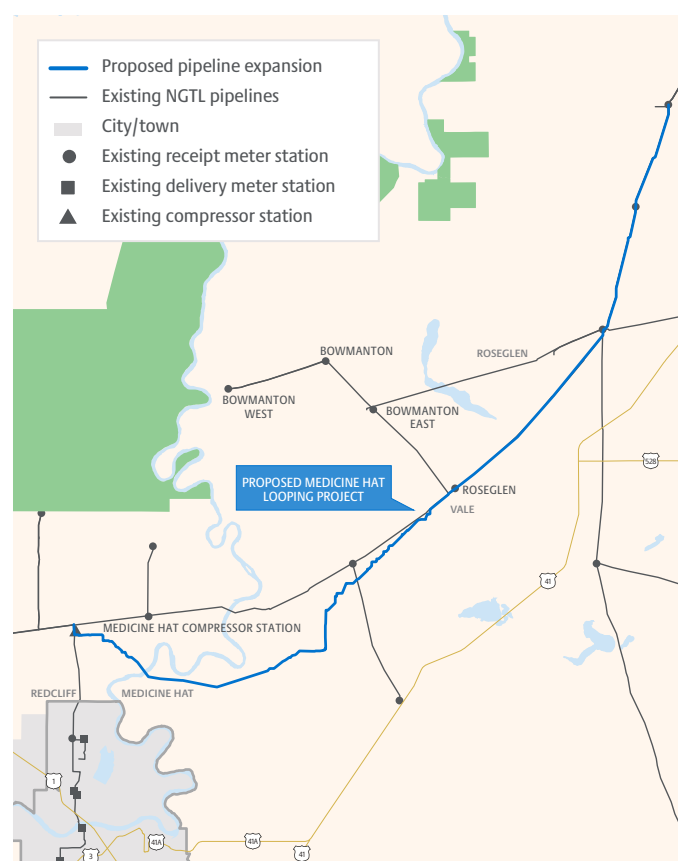 Proposed pipeline expansion
Existing NGTL pipelines
City/town
Existing receipt meter station
Existing delivery meter station
Existing compressor station
BOWMANTON
ROSEGLEN
BOWMANTON
WEST
BOWMANTON
EAST
528
PROPOSED MEDICINE HAT
LOOPING PROJECT
ROSEGLEN
VALE
41
MEDICINE HAT COMPRESSOR STATION
REDCLIFF
MEDICINE HAT
1
41A
41A
3
41